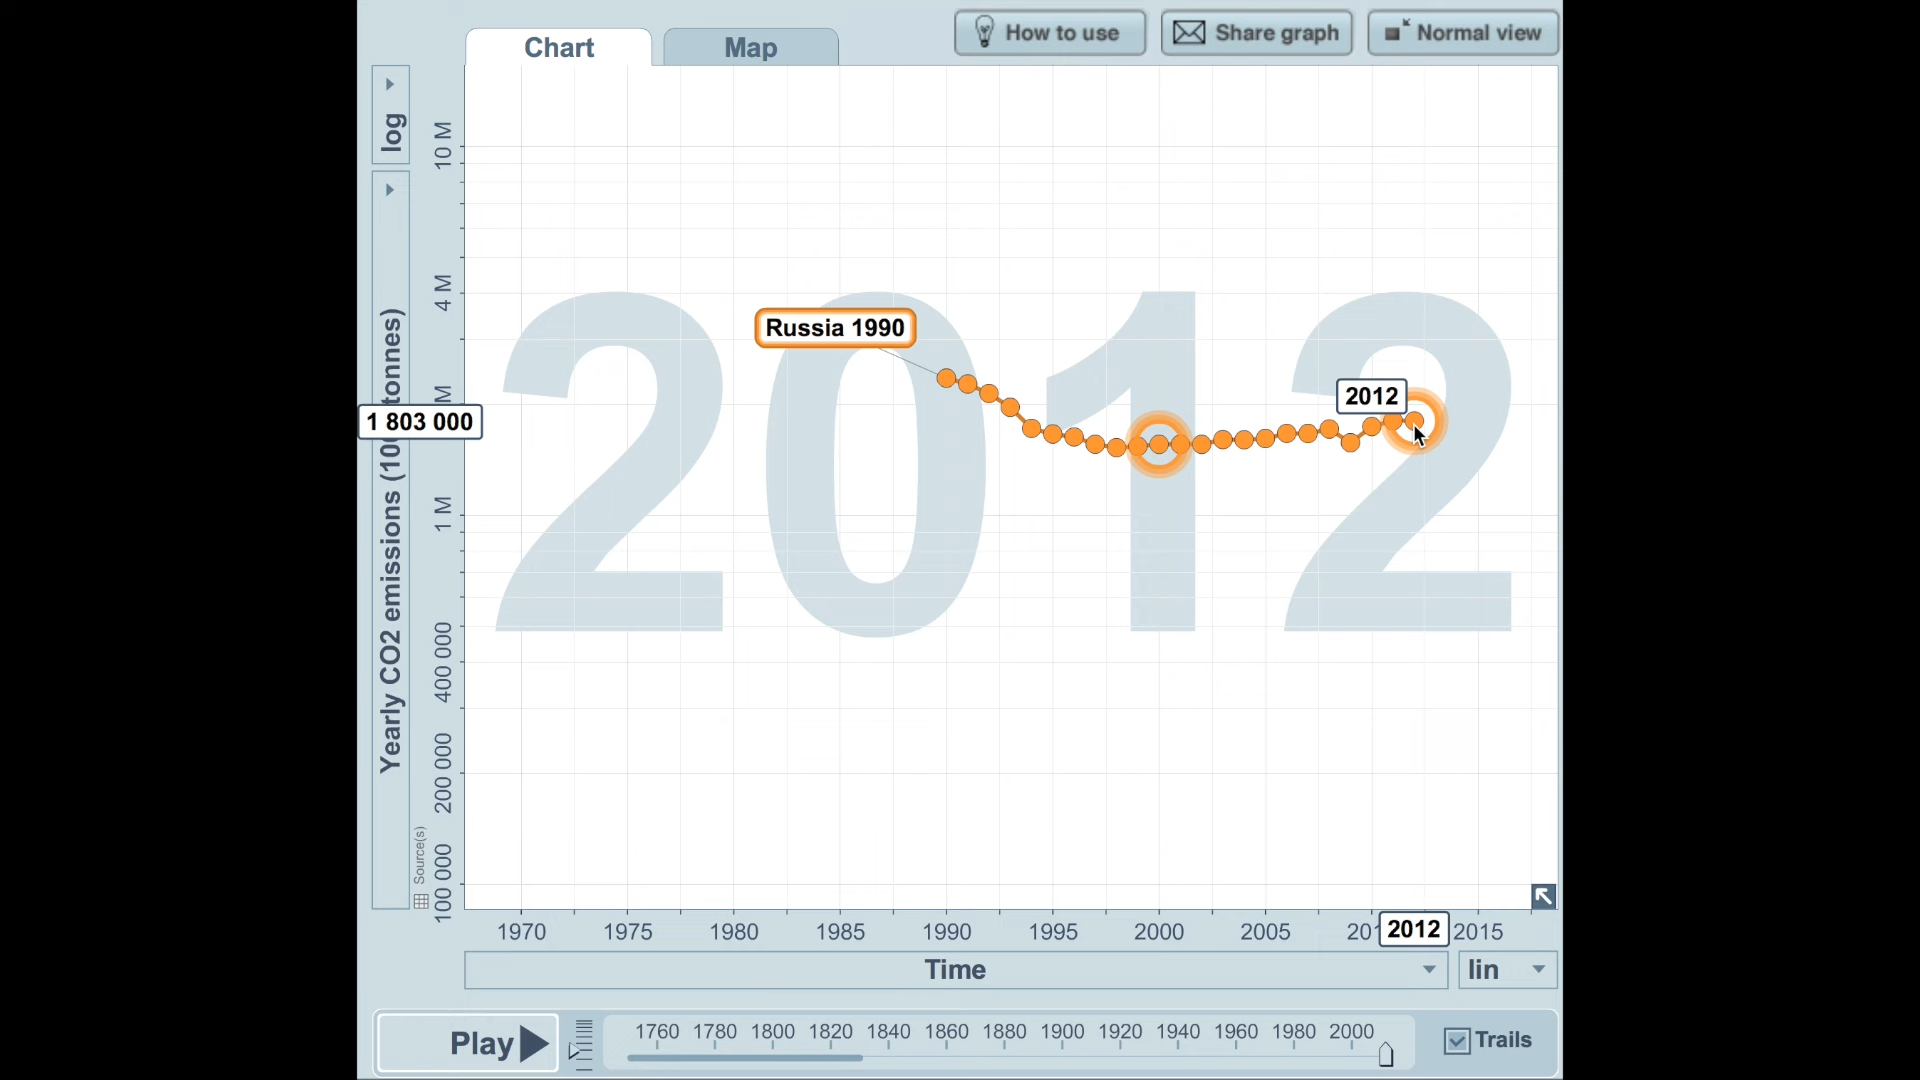 Chart
Map
How to use
Share graph
Normal view
log
Yearly CO2 emissions (10 tonnes)
Source(s)
10 M
4 M
M
1 803 000
1 M
400 000
200 000
100 000
2012
Russia 1990
2012
1970
1975
1980
1985
1990
1995
2000
2005
201
2012
2015
Time
lin
Play
1760 1780 1800 1820 1840 1860 1880 1900 1920 1940 1960 1980 2000
Trails